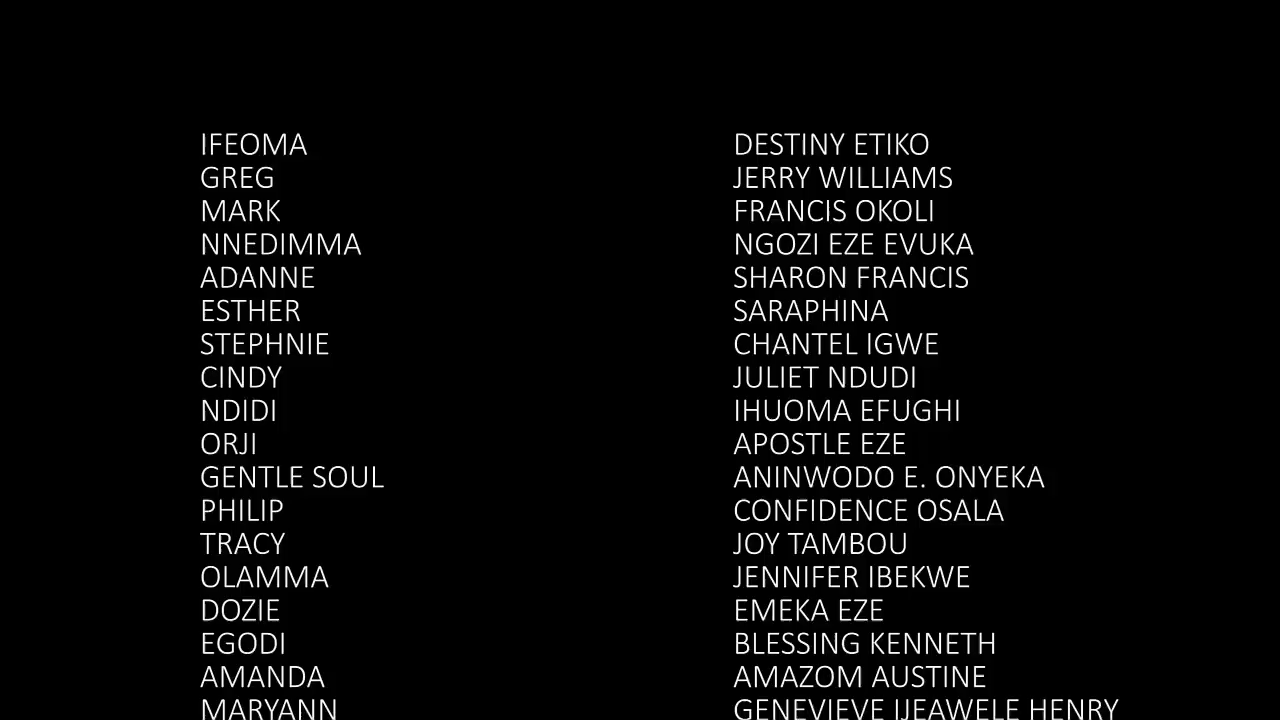 IFEOMA DESTINY ETIKO
GREG JERRY WILLIAMS
MARK FRANCIS OKOLI
NNEDIMMA NGOZI EZE EVUKA
ADANNE SHARON FRANCIS
ESTHER SARAPHINA
STEPHNIE CHANTEL IGWE
CINDY JULIET NDUDI
NDIDI IHUOMA EFUGHI
ORJI APOSTLE EZE
GENTLE SOUL ANINWODO E. ONYEKA
PHILIP CONFIDENCE OSALA
TRACY JOY TAMBOU
OLAMMA JENNIFER IBEKWE
DOZIE EMEKA EZE
EGODI BLESSING KENNETH
AMANDA AMAZOM AUSTINE
MARYANN GENEVIEVE IJEAWELE HENRY